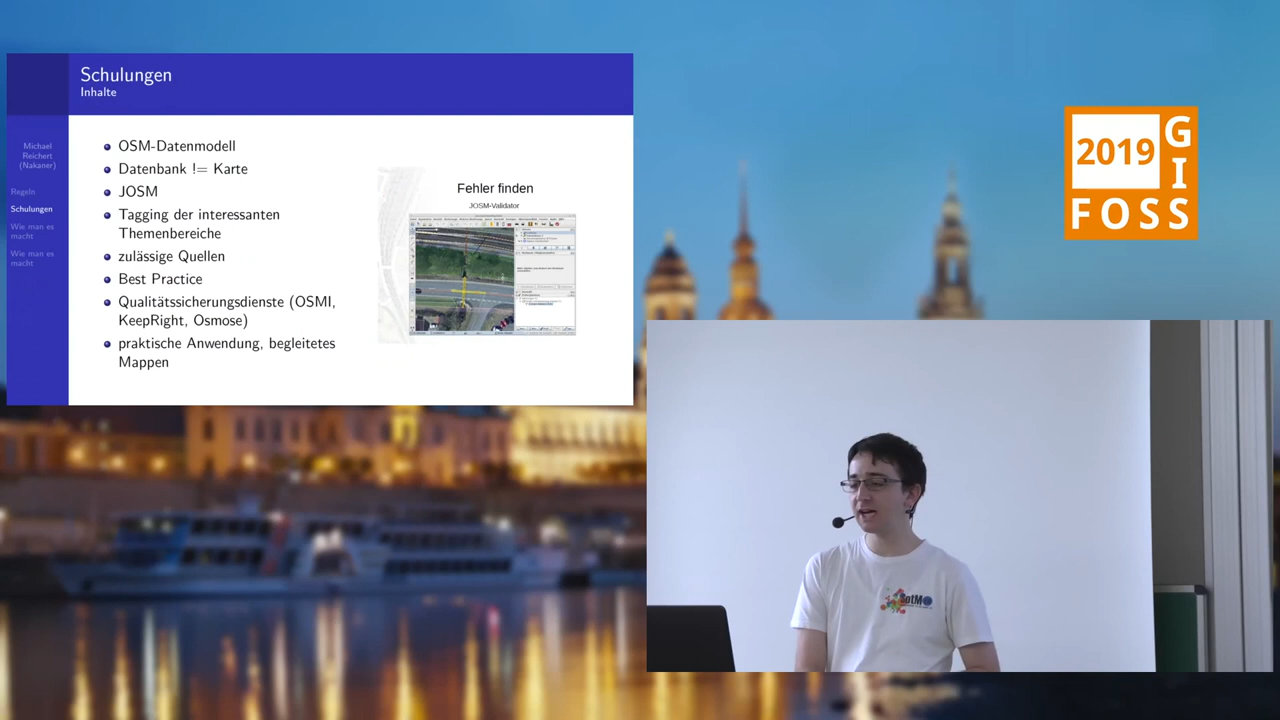 Schulungen
Inhalte
Michael
Reichert
(Nakaner)
Regeln
Schulungen
Wie man es
macht
Wie man es
macht
OSM-Datenmodell
Datenbank != Karte
JOSM
Tagging der interessanten
Themenbereiche
zulässige Quellen
Best Practice
Qualitätssicherungsdienste (OSMI,
KeepRight, Osmose)
praktische Anwendung, begleitetes
Mappen
Fehler finden
JOSM-Validator
2019
G
I
FOSS
SotM